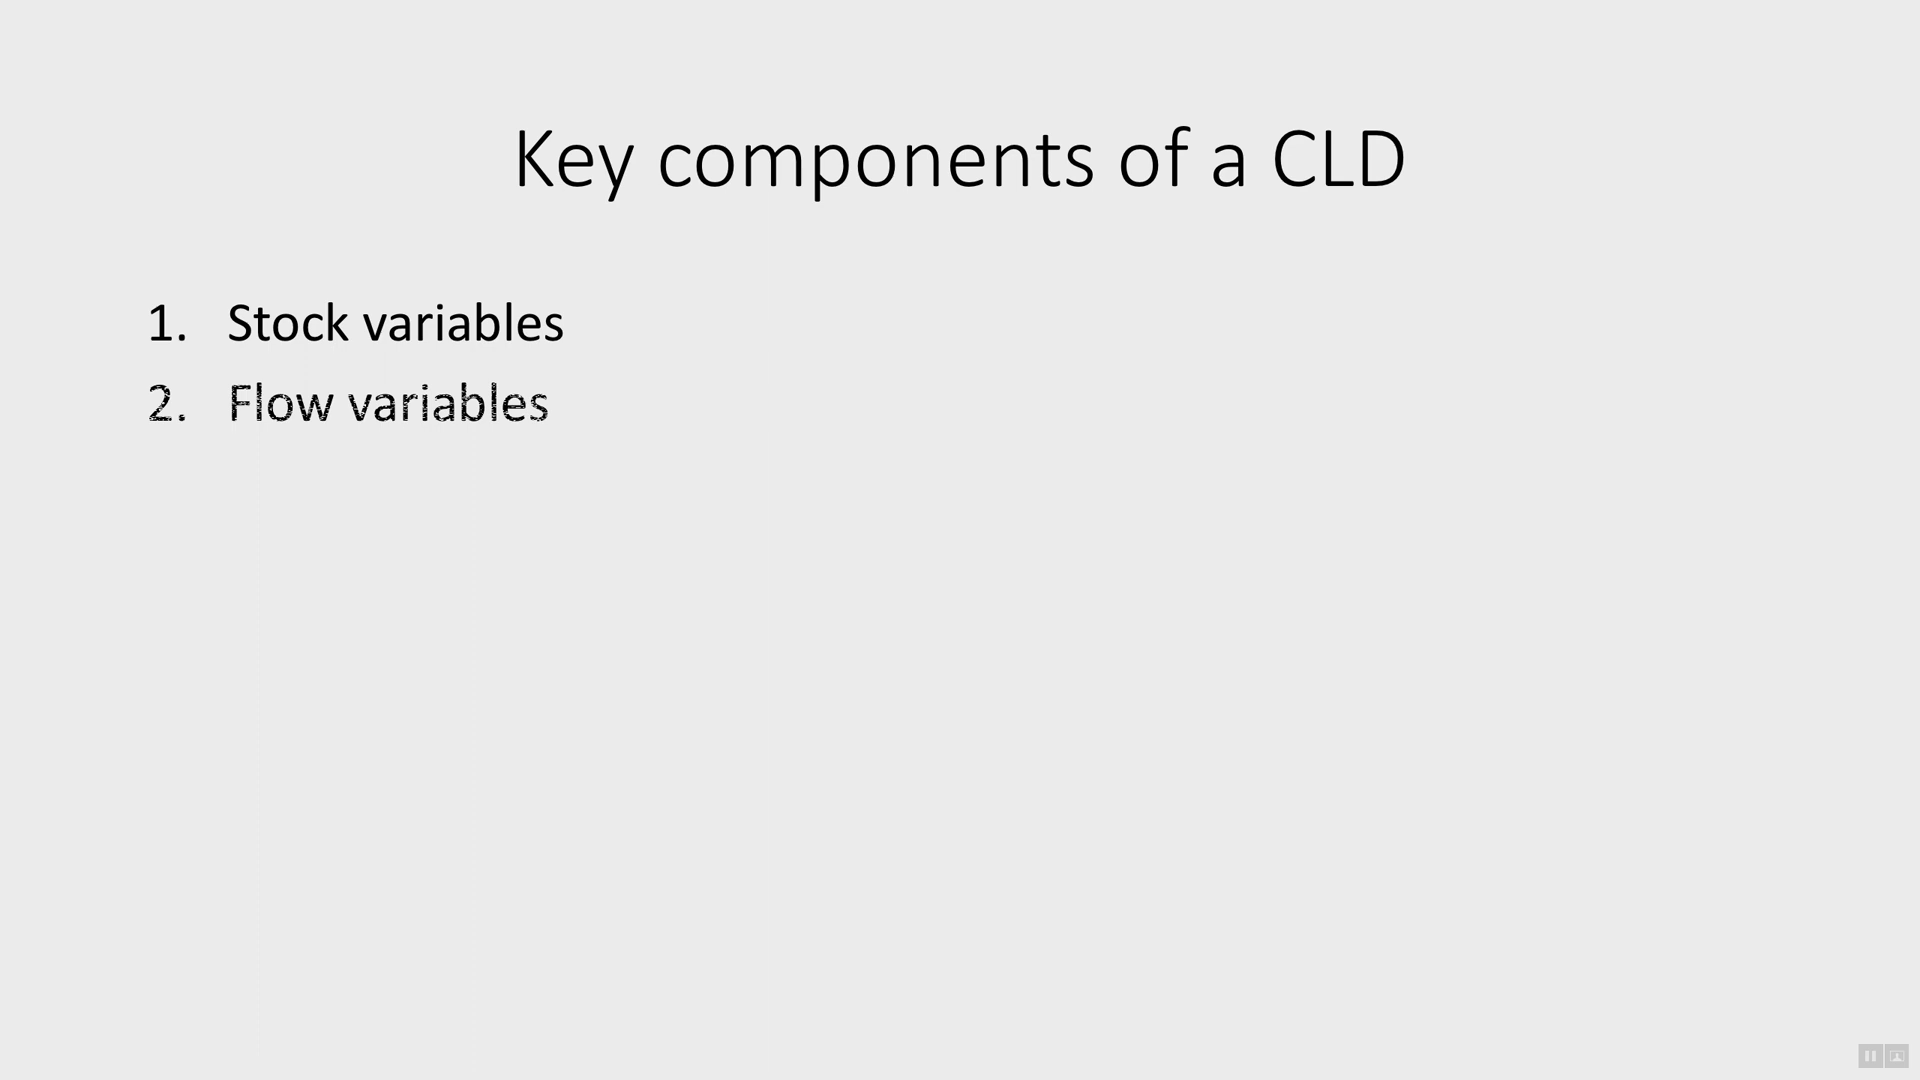 Key components of a CLD
1. Stock variables
2. Flow variables